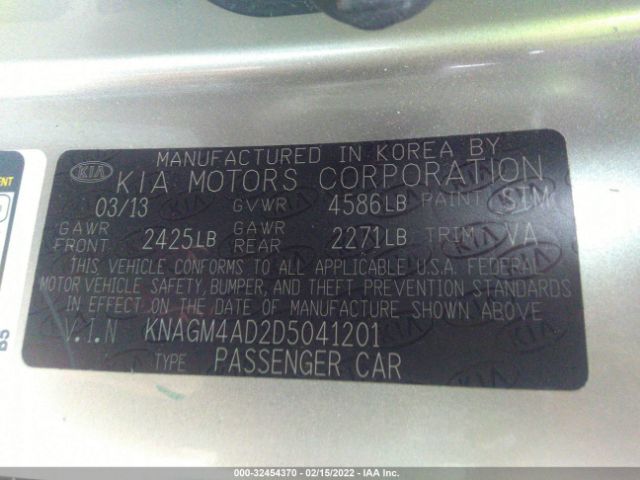 MANUFACTURED IN KOREA BY
KIA KIA MOTORS CORPORATION
03/13 GVWR 4586LB PAINT STM
GAWR FRONT 2425LB GAWR REAR 2271LB TRIM VA
THIS VEHICLE CONFORMS TO ALL APPLICABLE U.S.A. FEDERAL
MOTOR VEHICLE SAFETY, BUMPER, AND THEFT PREVENTION STANDARDS
IN EFFECT ON THE DATE OF MANUFACTURE SHOWN ABOVE
V.I.N KNAGM4AD2D5041201
TYPE PASSENGER CAR
000-32454370 - 02/15/2022 - IAA Inc.